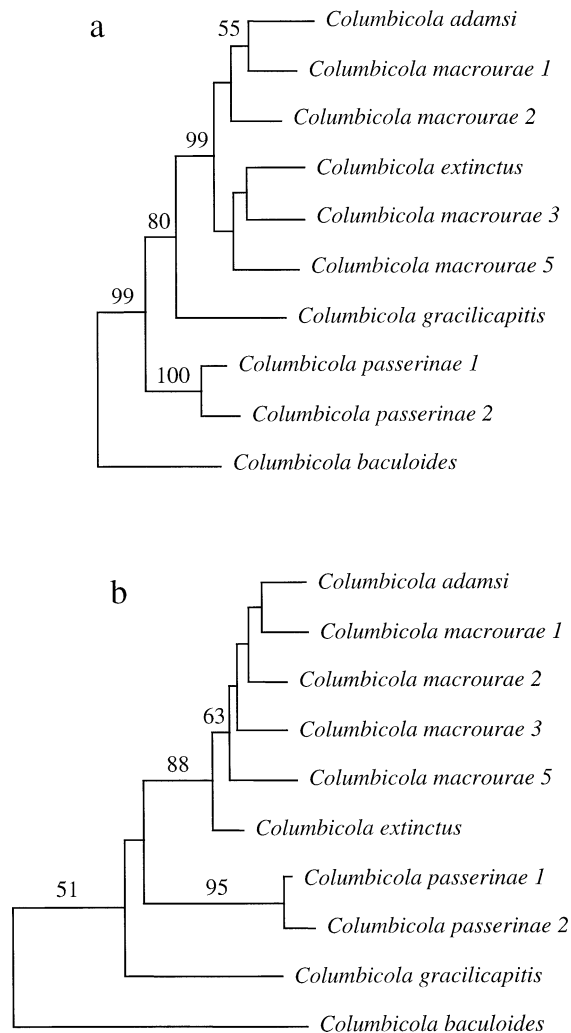 a
55
Columbicola adamsi
Columbicola macrourae 1
Columbicola macrourae 2
99
Columbicola extinctus
Columbicola macrourae 3
80
Columbicola macrourae 5
99
Columbicola gracilicapitis
Columbicola passerinae 1
100
Columbicola passerinae 2
Columbicola baculoides
b
Columbicola adamsi
Columbicola macrourae 1
Columbicola macrourae 2
63
Columbicola macrourae 3
88
Columbicola macrourae 5
Columbicola extinctus
Columbicola passerinae 1
51
95
Columbicola passerinae 2
Columbicola gracilicapitis
Columbicola baculoides